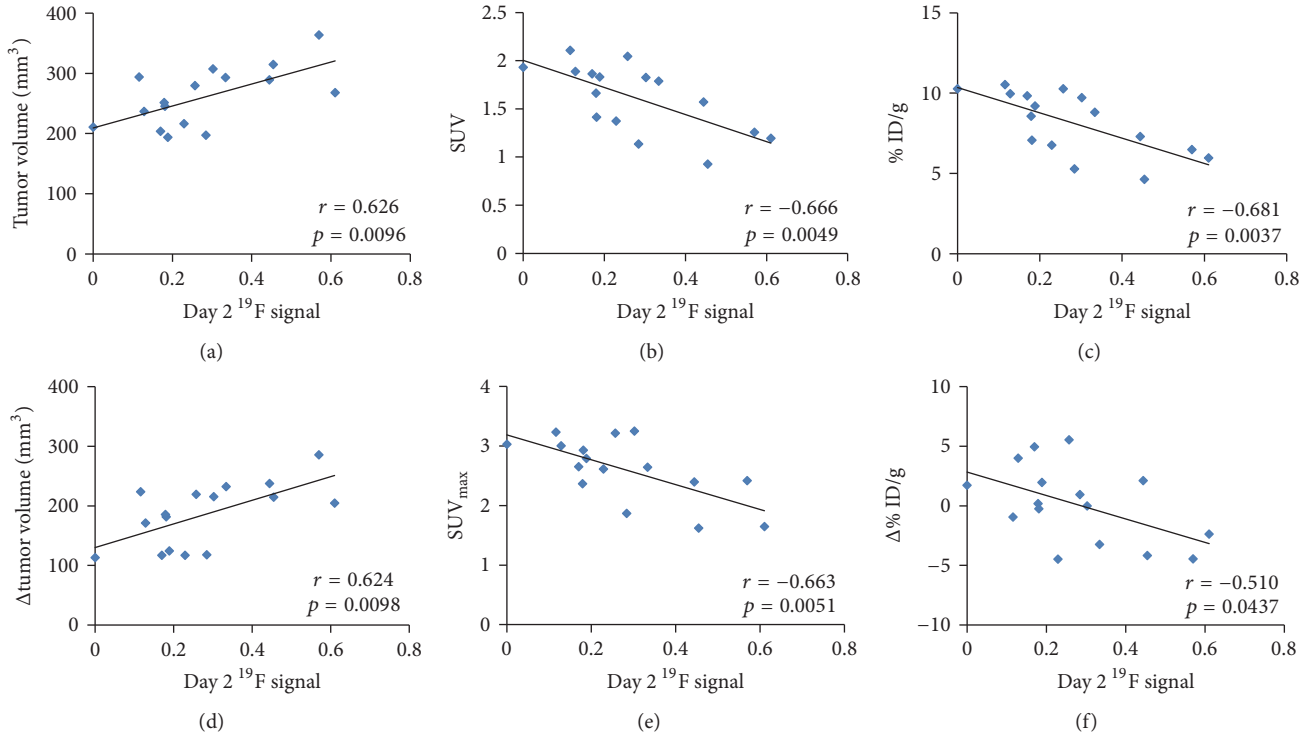 Tumor volume (mm³)
400
300
200
100
0
0 0.2 0.4 0.6 0.8
r = 0.626
p = 0.0096
Day 2 ¹⁹F signal
(a)
SUV
2.5
2
1.5
1
0.5
0
0 0.2 0.4 0.6 0.8
r = −0.666
p = 0.0049
Day 2 ¹⁹F signal
(b)
% ID/g
15
10
5
0
0 0.2 0.4 0.6 0.8
r = −0.681
p = 0.0037
Day 2 ¹⁹F signal
(c)
Δtumor volume (mm³)
400
300
200
100
0
0 0.2 0.4 0.6 0.8
r = 0.624
p = 0.0098
Day 2 ¹⁹F signal
(d)
SUVmax
4
3
2
1
0
0 0.2 0.4 0.6 0.8
r = −0.663
p = 0.0051
Day 2 ¹⁹F signal
(e)
Δ% ID/g
10
5
0
−5
−10
0 0.2 0.4 0.6 0.8
r = −0.510
p = 0.0437
Day 2 ¹⁹F signal
(f)